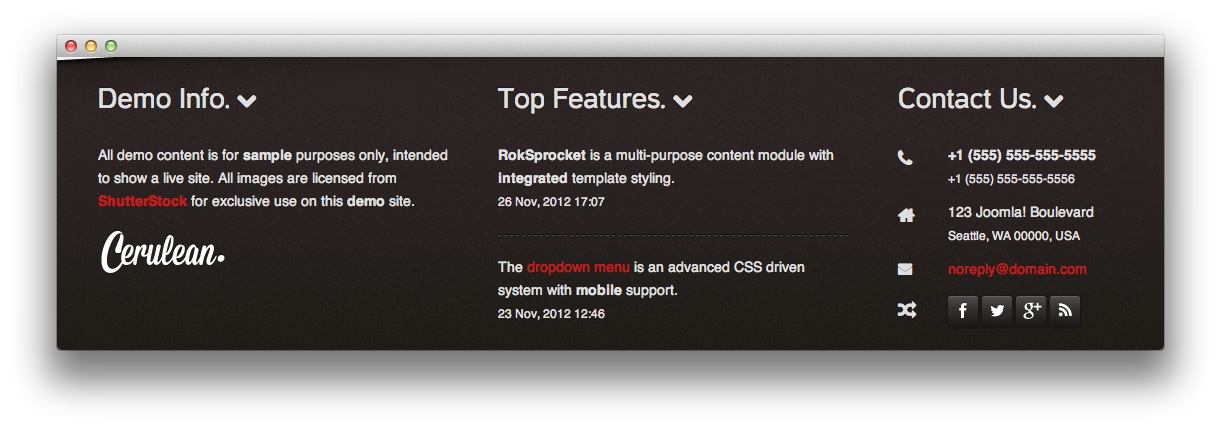 Demo Info.
All demo content is for sample purposes only, intended
to show a live site. All images are licensed from
ShutterStock for exclusive use on this demo site.
Cerulean.
Top Features.
RokSprocket is a multi-purpose content module with
integrated template styling.
26 Nov, 2012 17:07
The dropdown menu is an advanced CSS driven
system with mobile support.
23 Nov, 2012 12:46
Contact Us.
+1 (555) 555-555-5555
+1 (555) 555-555-5556
123 Joomla! Boulevard
Seattle, WA 00000, USA
noreply@domain.com
f g+